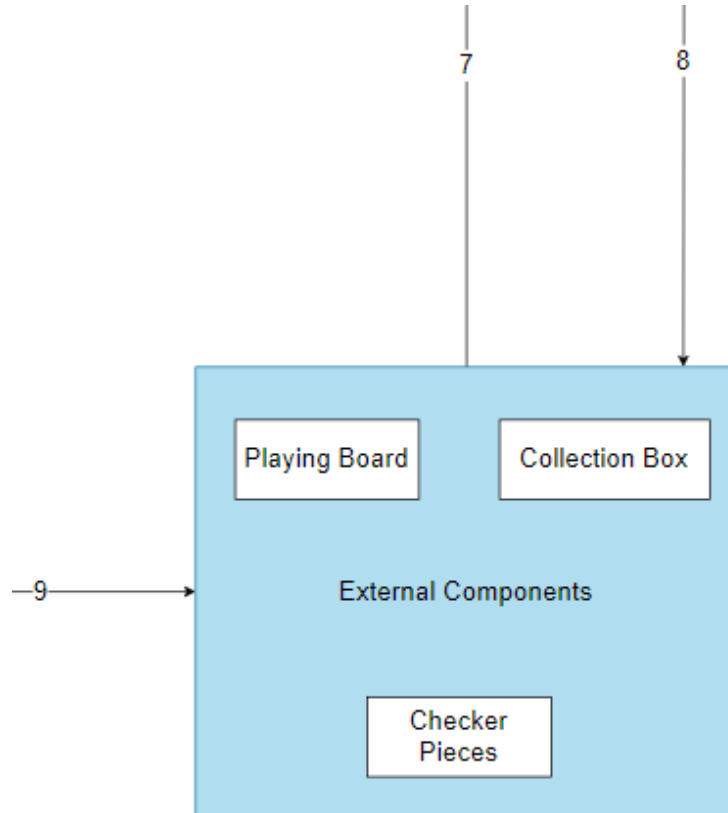 7
8
Playing Board
Collection Box
9
External Components
Checker
Pieces